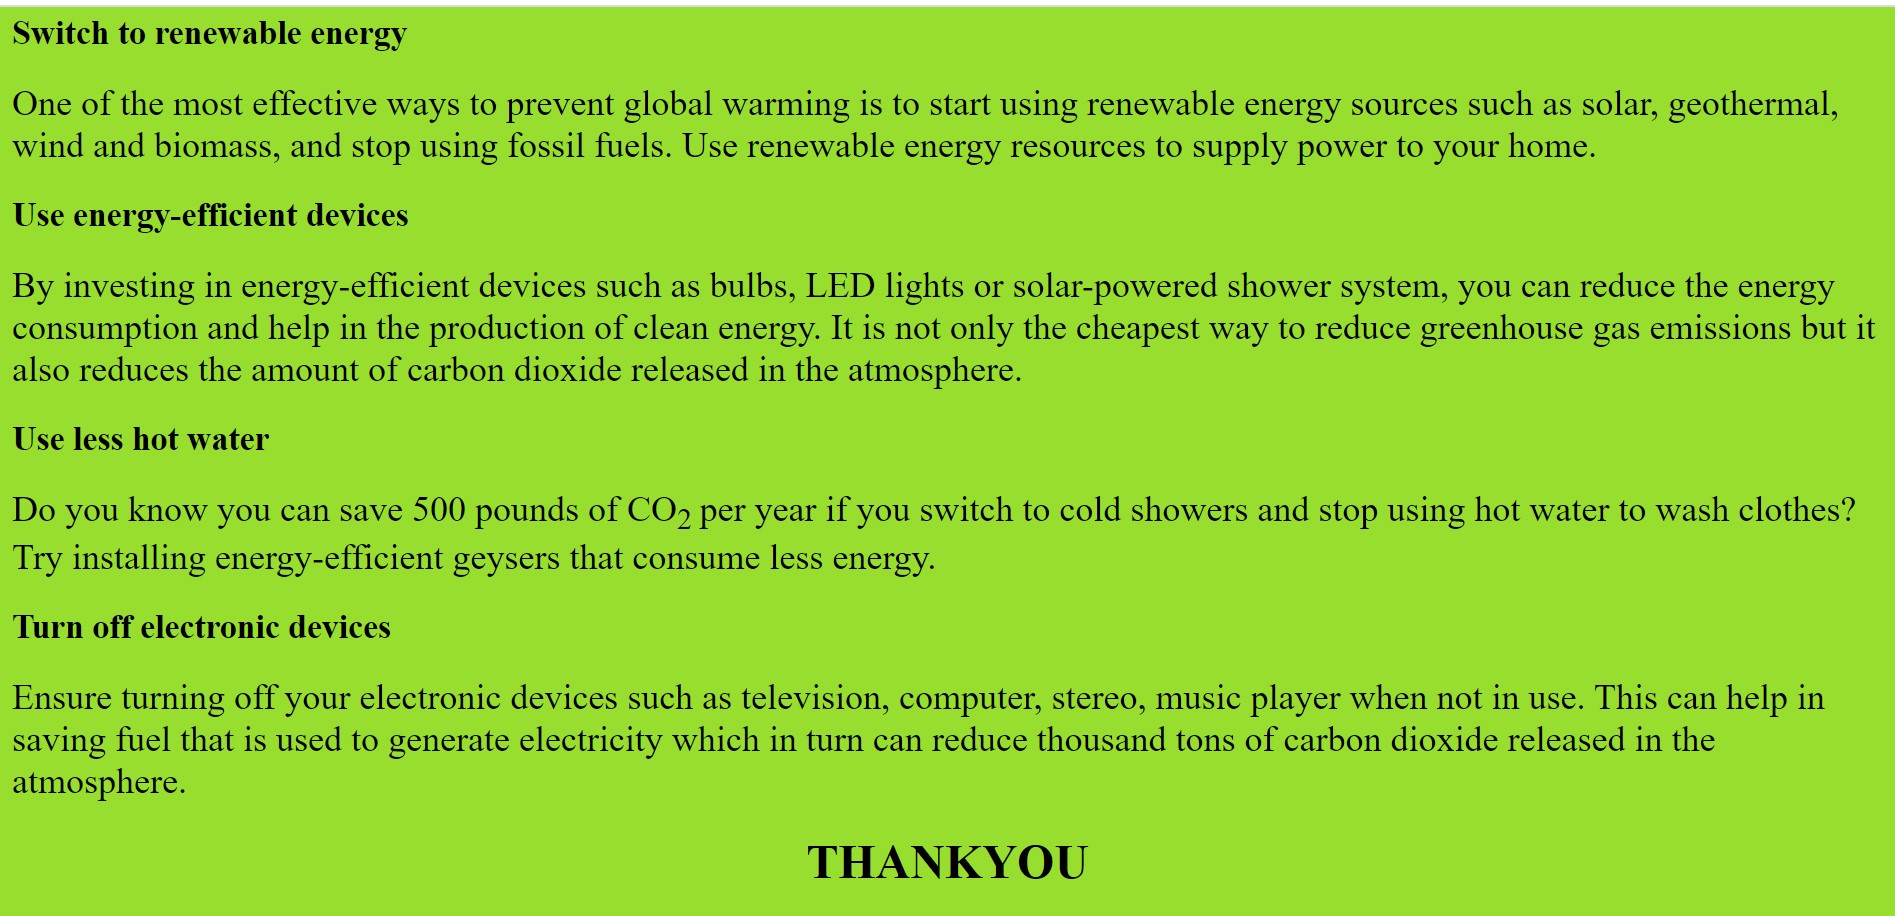 Switch to renewable energy
One of the most effective ways to prevent global warming is to start using renewable energy sources such as solar, geothermal,
wind and biomass, and stop using fossil fuels. Use renewable energy resources to supply power to your home.
Use energy-efficient devices
By investing in energy-efficient devices such as bulbs, LED lights or solar-powered shower system, you can reduce the energy
consumption and help in the production of clean energy. It is not only the cheapest way to reduce greenhouse gas emissions but it
also reduces the amount of carbon dioxide released in the atmosphere.
Use less hot water
Do you know you can save 500 pounds of CO₂ per year if you switch to cold showers and stop using hot water to wash clothes?
Try installing energy-efficient geysers that consume less energy.
Turn off electronic devices
Ensure turning off your electronic devices such as television, computer, stereo, music player when not in use. This can help in
saving fuel that is used to generate electricity which in turn can reduce thousand tons of carbon dioxide released in the
atmosphere.
THANKYOU